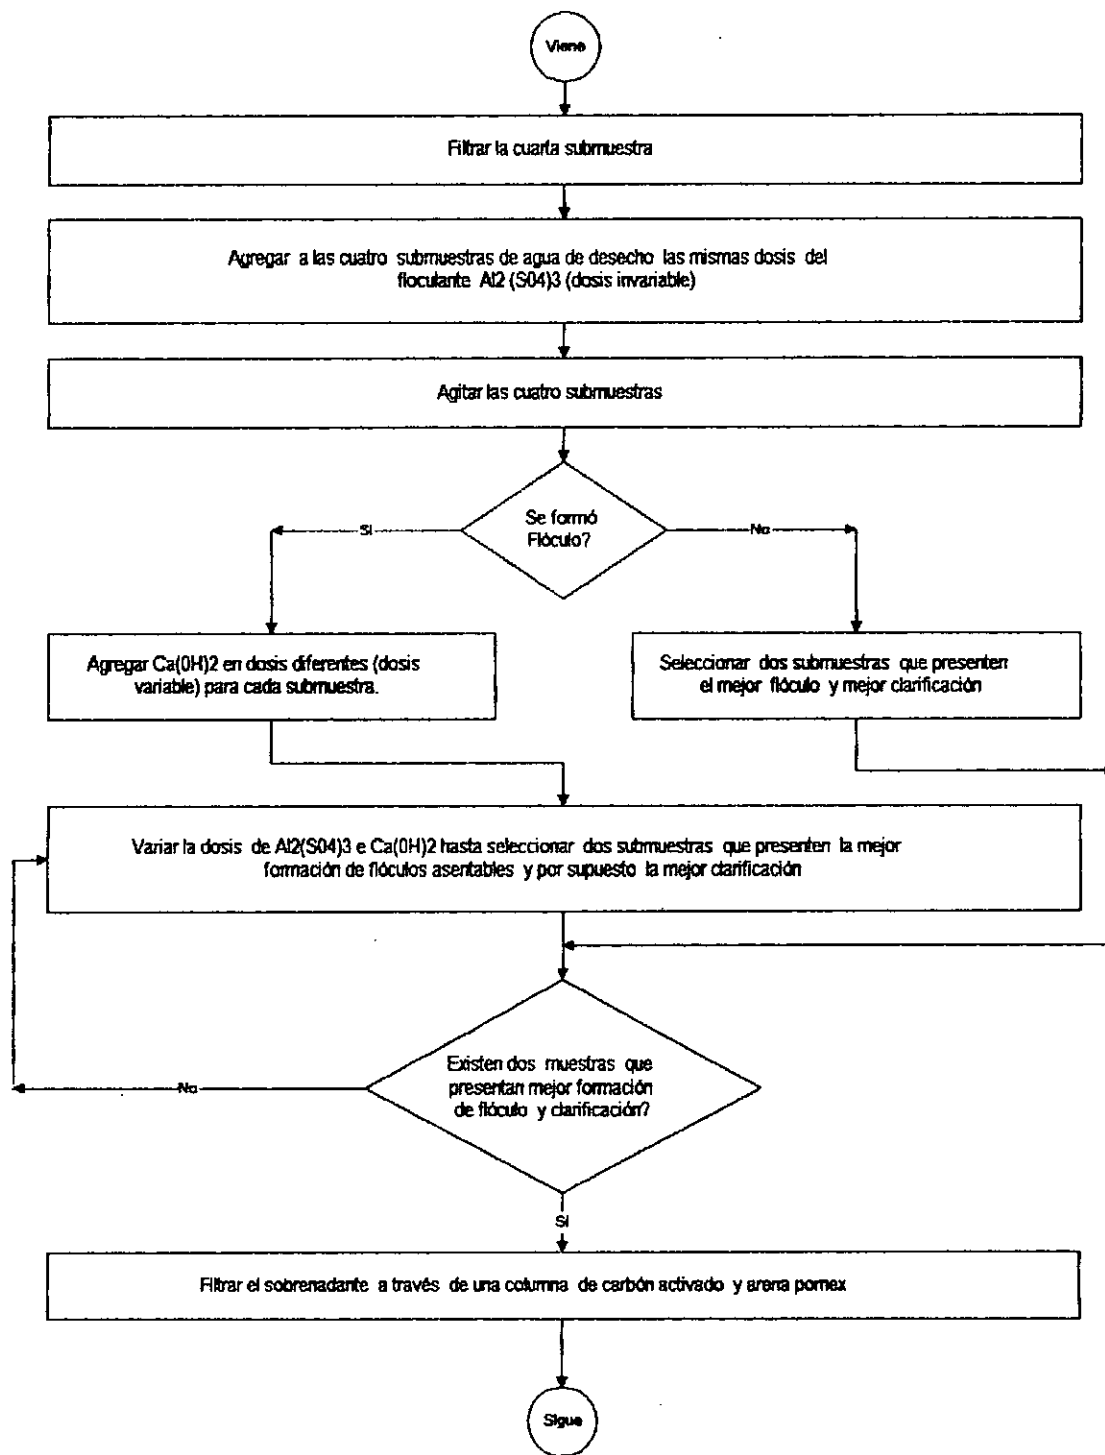 Viene
Filtrar la cuarta submuestra
Agregar a las cuatro submuestras de agua de desecho las mismas dosis del
floculante Al2 (S04)3 (dosis invariable)
Agitar las cuatro submuestras
Se formó
Flóculo?
Si
No
Agregar Ca(0H)2 en dosis diferentes (dosis
variable) para cada submuestra.
Seleccionar dos submuestras que presenten
el mejor flóculo y mejor clarificación
Variar la dosis de Al2(S04)3 e Ca(0H)2 hasta seleccionar dos submuestras que presenten la mejor
formación de flóculos asentables y por supuesto la mejor clarificación
Existen dos muestras que
presentan mejor formación
de flóculo y clarificación?
No
Si
Filtrar el sobrenadante a través de una columna de carbón activado y arena pomex
Sigue